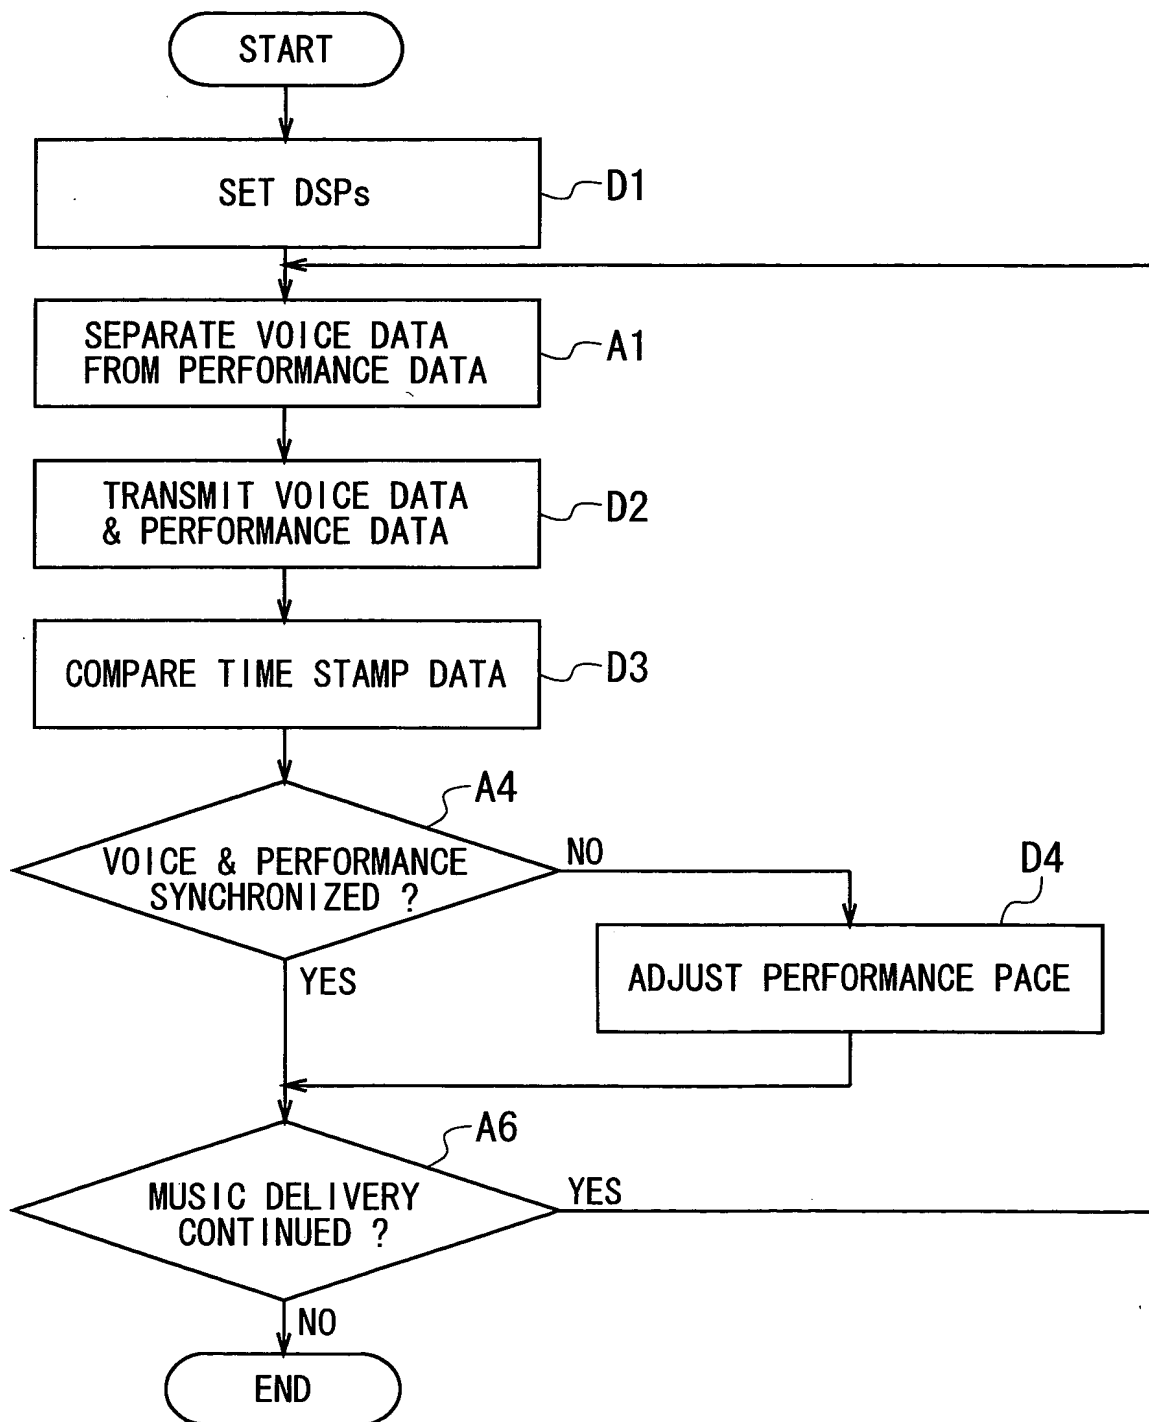 START
SET DSPs
D1
SEPARATE VOICE DATA
FROM PERFORMANCE DATA
A1
TRANSMIT VOICE DATA
& PERFORMANCE DATA
D2
COMPARE TIME STAMP DATA
D3
A4
VOICE & PERFORMANCE
SYNCHRONIZED ?
NO
D4
YES
ADJUST PERFORMANCE PACE
A6
MUSIC DELIVERY
CONTINUED ?
YES
NO
END